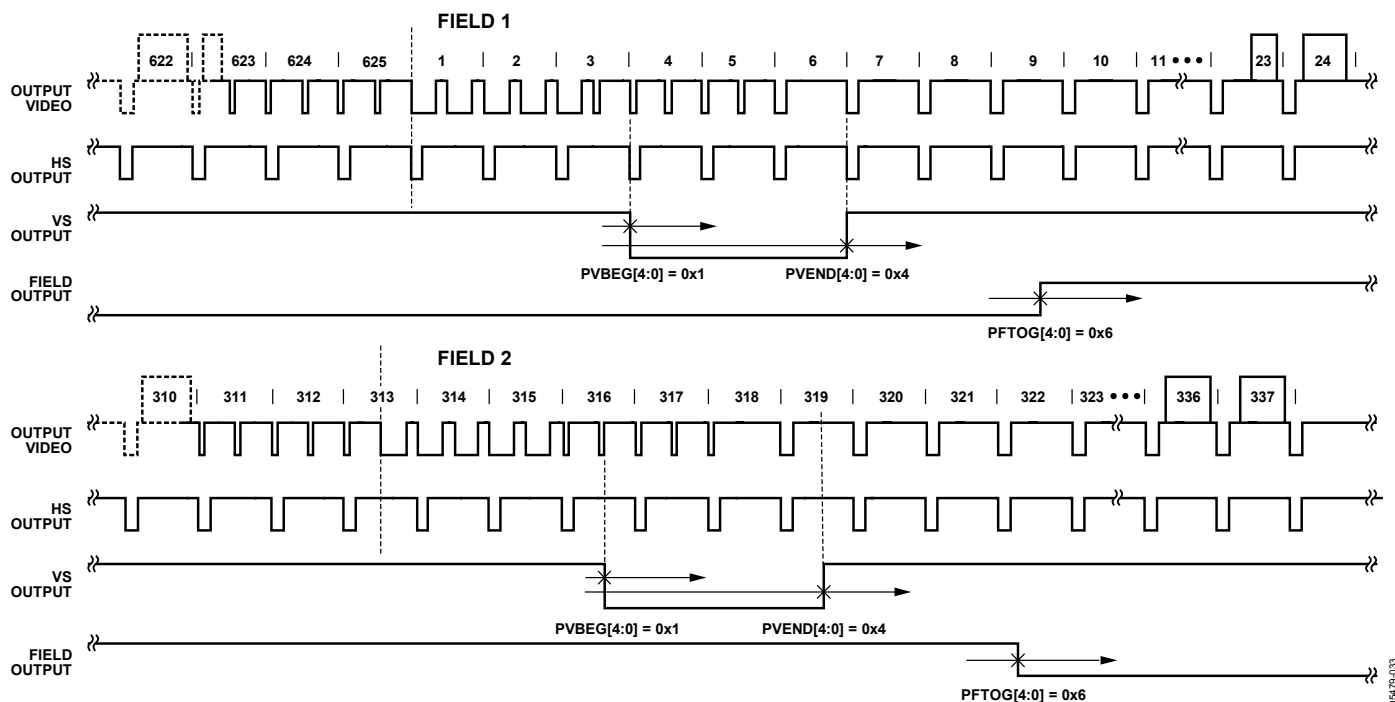 FIELD 1
622 623 624 625 1 2 3 4 5 6 7 8 9 10 11 ••• 23 24
OUTPUT
VIDEO
HS
OUTPUT
VS
OUTPUT
PVBEG[4:0] = 0x1 PVEND[4:0] = 0x4
FIELD
OUTPUT
PFTOG[4:0] = 0x6
FIELD 2
310 311 312 313 314 315 316 317 318 319 320 321 322 323 ••• 336 337
OUTPUT
VIDEO
HS
OUTPUT
VS
OUTPUT
PVBEG[4:0] = 0x1 PVEND[4:0] = 0x4
FIELD
OUTPUT
PFTOG[4:0] = 0x6